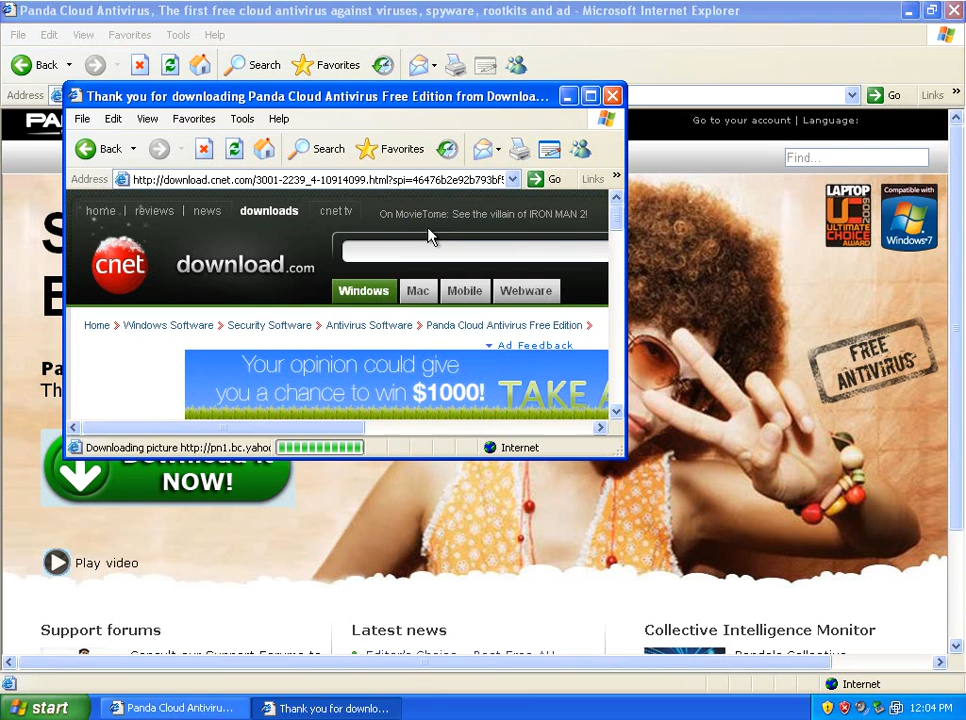 Panda Cloud Antivirus, The first free cloud antivirus against viruses, spyware, rootkits and ad - Microsoft Internet Explorer
File Edit View Favorites Tools Help
Back Search Favorites
Address Go Links »
Go to your account | Language:
Find...
Thank you for downloading Panda Cloud Antivirus Free Edition from Downloa...
File Edit View Favorites Tools Help
Back Search Favorites
Address http://download.cnet.com/3001-2239_4-10914099.html?spi=46476b2e92b793bf5 Go Links »
home | reviews | news downloads cnet tv On MovieTome: See the villain of IRON MAN 2!
cnet download.com
Windows Mac Mobile Webware
Home Windows Software Security Software Antivirus Software Panda Cloud Antivirus Free Edition
Ad Feedback
Your opinion could give
you a chance to win $1000! TAKE A
Downloading picture http://pn1.bc.yaho Internet
LAPTOP
ULTIMATE
CHOICE
AWARD
2009
Compatible with
Windows 7
FREE
ANTIVIRUS
Pa
Th
Download it
NOW!
Play video
Support forums Latest news Collective Intelligence Monitor
Internet
start Panda Cloud Antiviru... Thank you for downlo... 12:04 PM